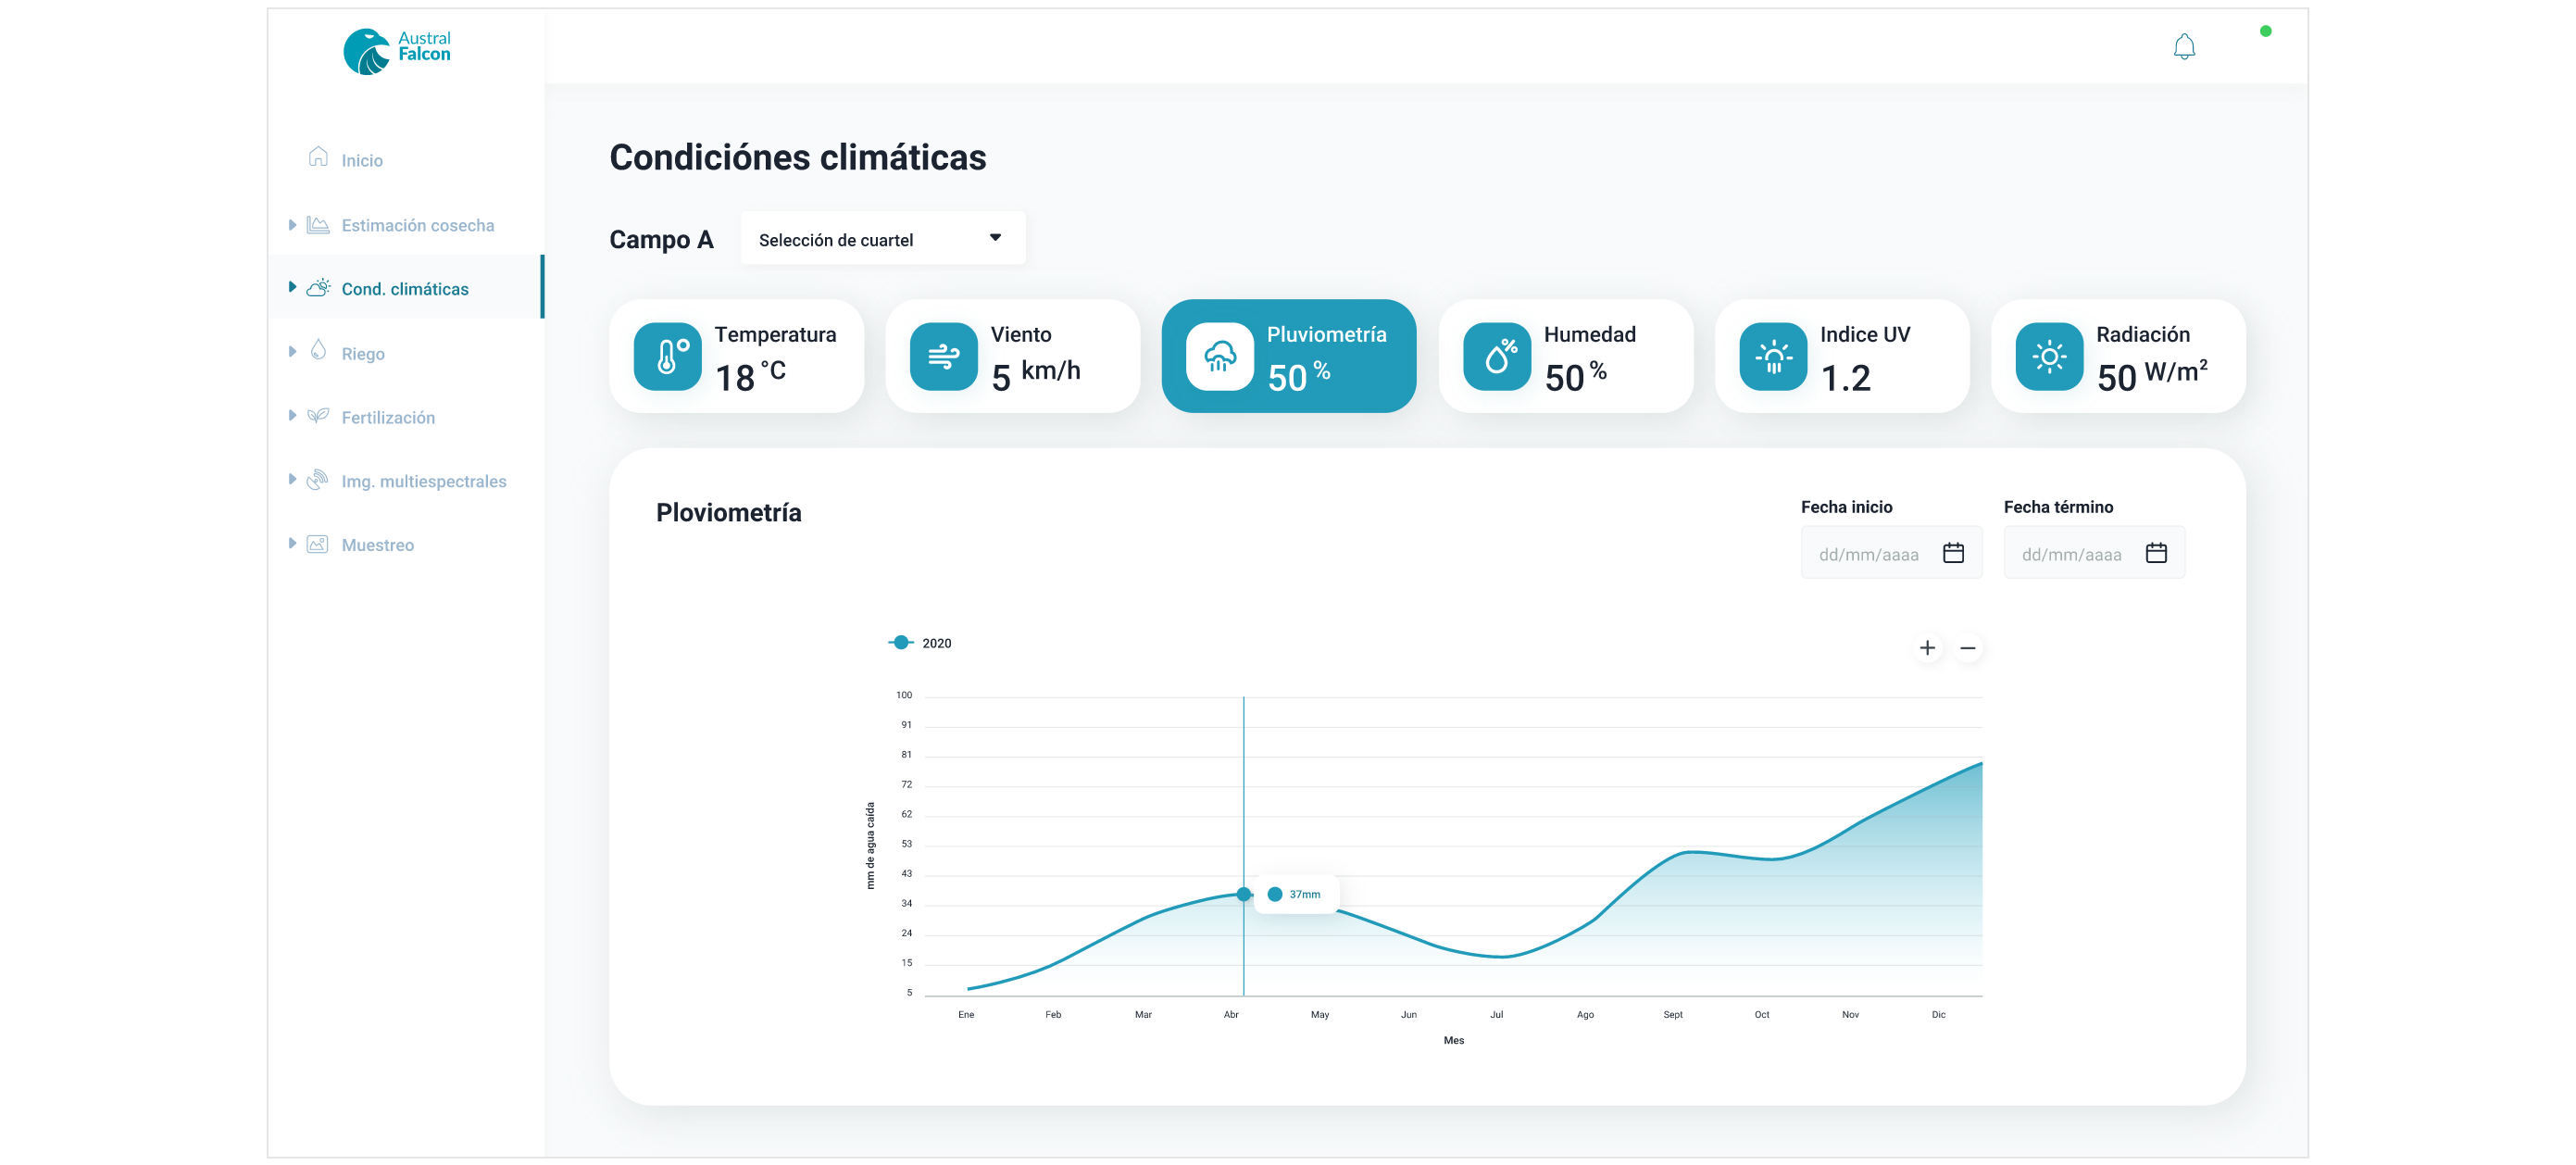 Austral
Falcon
Inicio
Estimación cosecha
Cond. climáticas
Riego
Fertilización
Img. multiespectrales
Muestreo
Condiciónes climáticas
Campo A
Selección de cuartel
Temperatura
18 °C
Viento
5 km/h
Pluviometría
50 %
Humedad
50 %
Indice UV
1.2
Radiación
50 W/m²
Ploviometría
Fecha inicio
dd/mm/aaaa
Fecha término
dd/mm/aaaa
2020
100
91
81
72
62
53
43
34
24
15
5
mm de agua caída
37mm
Ene Feb Mar Abr May Jun Jul Ago Sept Oct Nov Dic
Mes